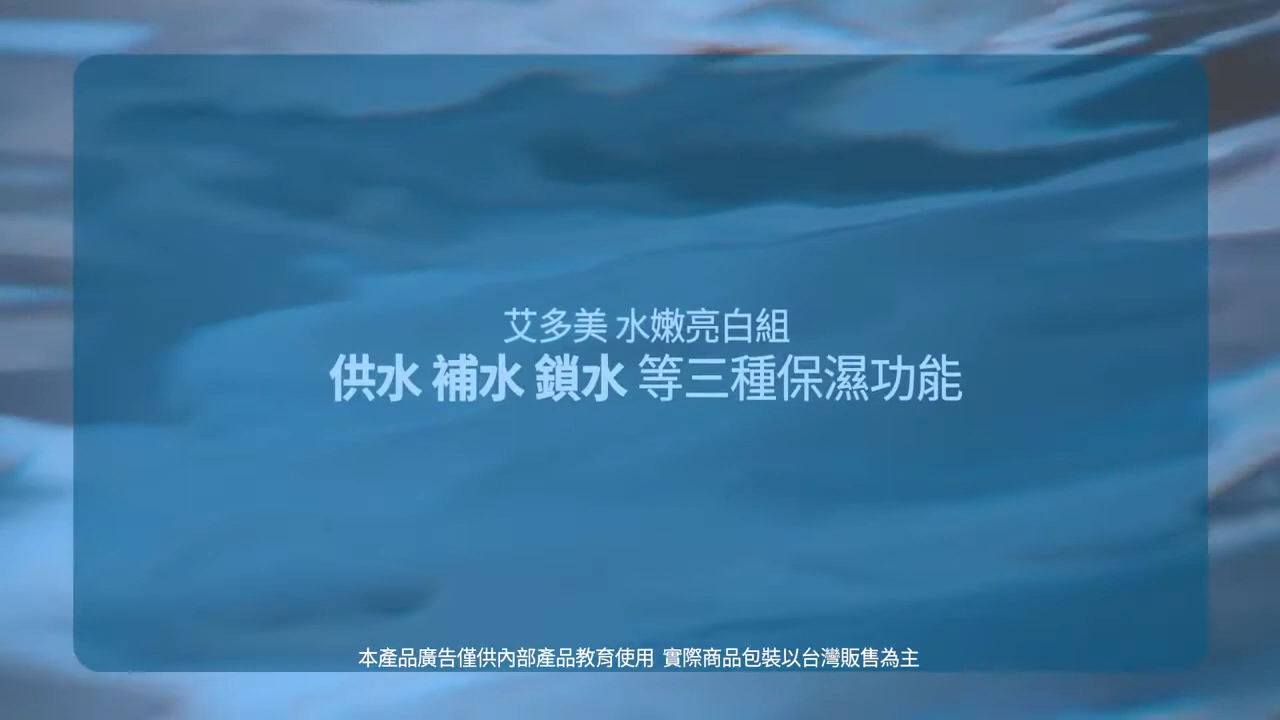 艾多美 水嫩亮白組
供水 補水 鎖水 等三種保濕功能
本產品廣告僅供內部產品教育使用 實際商品包裝以台灣販售為主